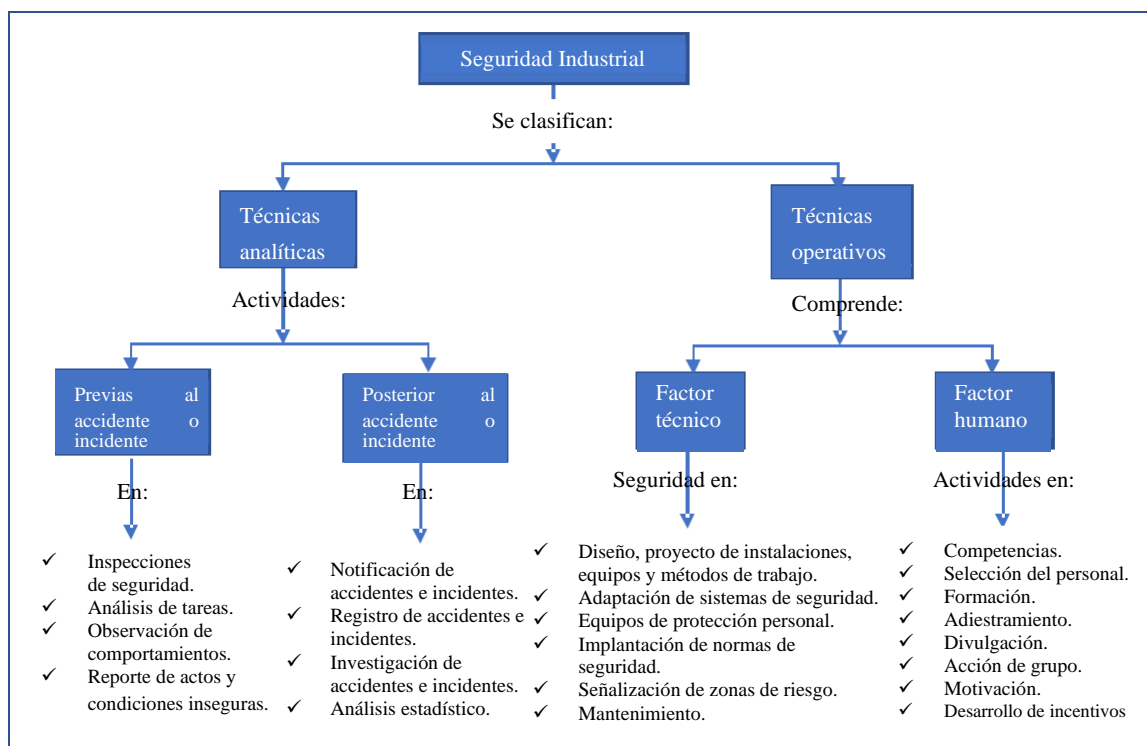 Seguridad Industrial
Se clasifican:
Técnicas
analíticas
Técnicas
operativos
Actividades:
Comprende:
Previas al
accidente o
incidente
Posterior al
accidente o
incidente
Factor
técnico
Factor
humano
En:
En:
Seguridad en:
Actividades en:
✓ Inspecciones
de seguridad.
✓ Análisis de tareas.
✓ Observación de
comportamientos.
✓ Reporte de actos y
condiciones inseguras.
✓ Notificación de
accidentes e incidentes.
✓ Registro de accidentes e
incidentes.
✓ Investigación de
accidentes e incidentes.
✓ Análisis estadístico.
✓ Diseño, proyecto de instalaciones,
equipos y métodos de trabajo.
✓ Adaptación de sistemas de seguridad.
✓ Equipos de protección personal.
✓ Implantación de normas de
seguridad.
✓ Señalización de zonas de riesgo.
✓ Mantenimiento.
✓ Competencias.
✓ Selección del personal.
✓ Formación.
✓ Adiestramiento.
✓ Divulgación.
✓ Acción de grupo.
✓ Motivación.
✓ Desarrollo de incentivos